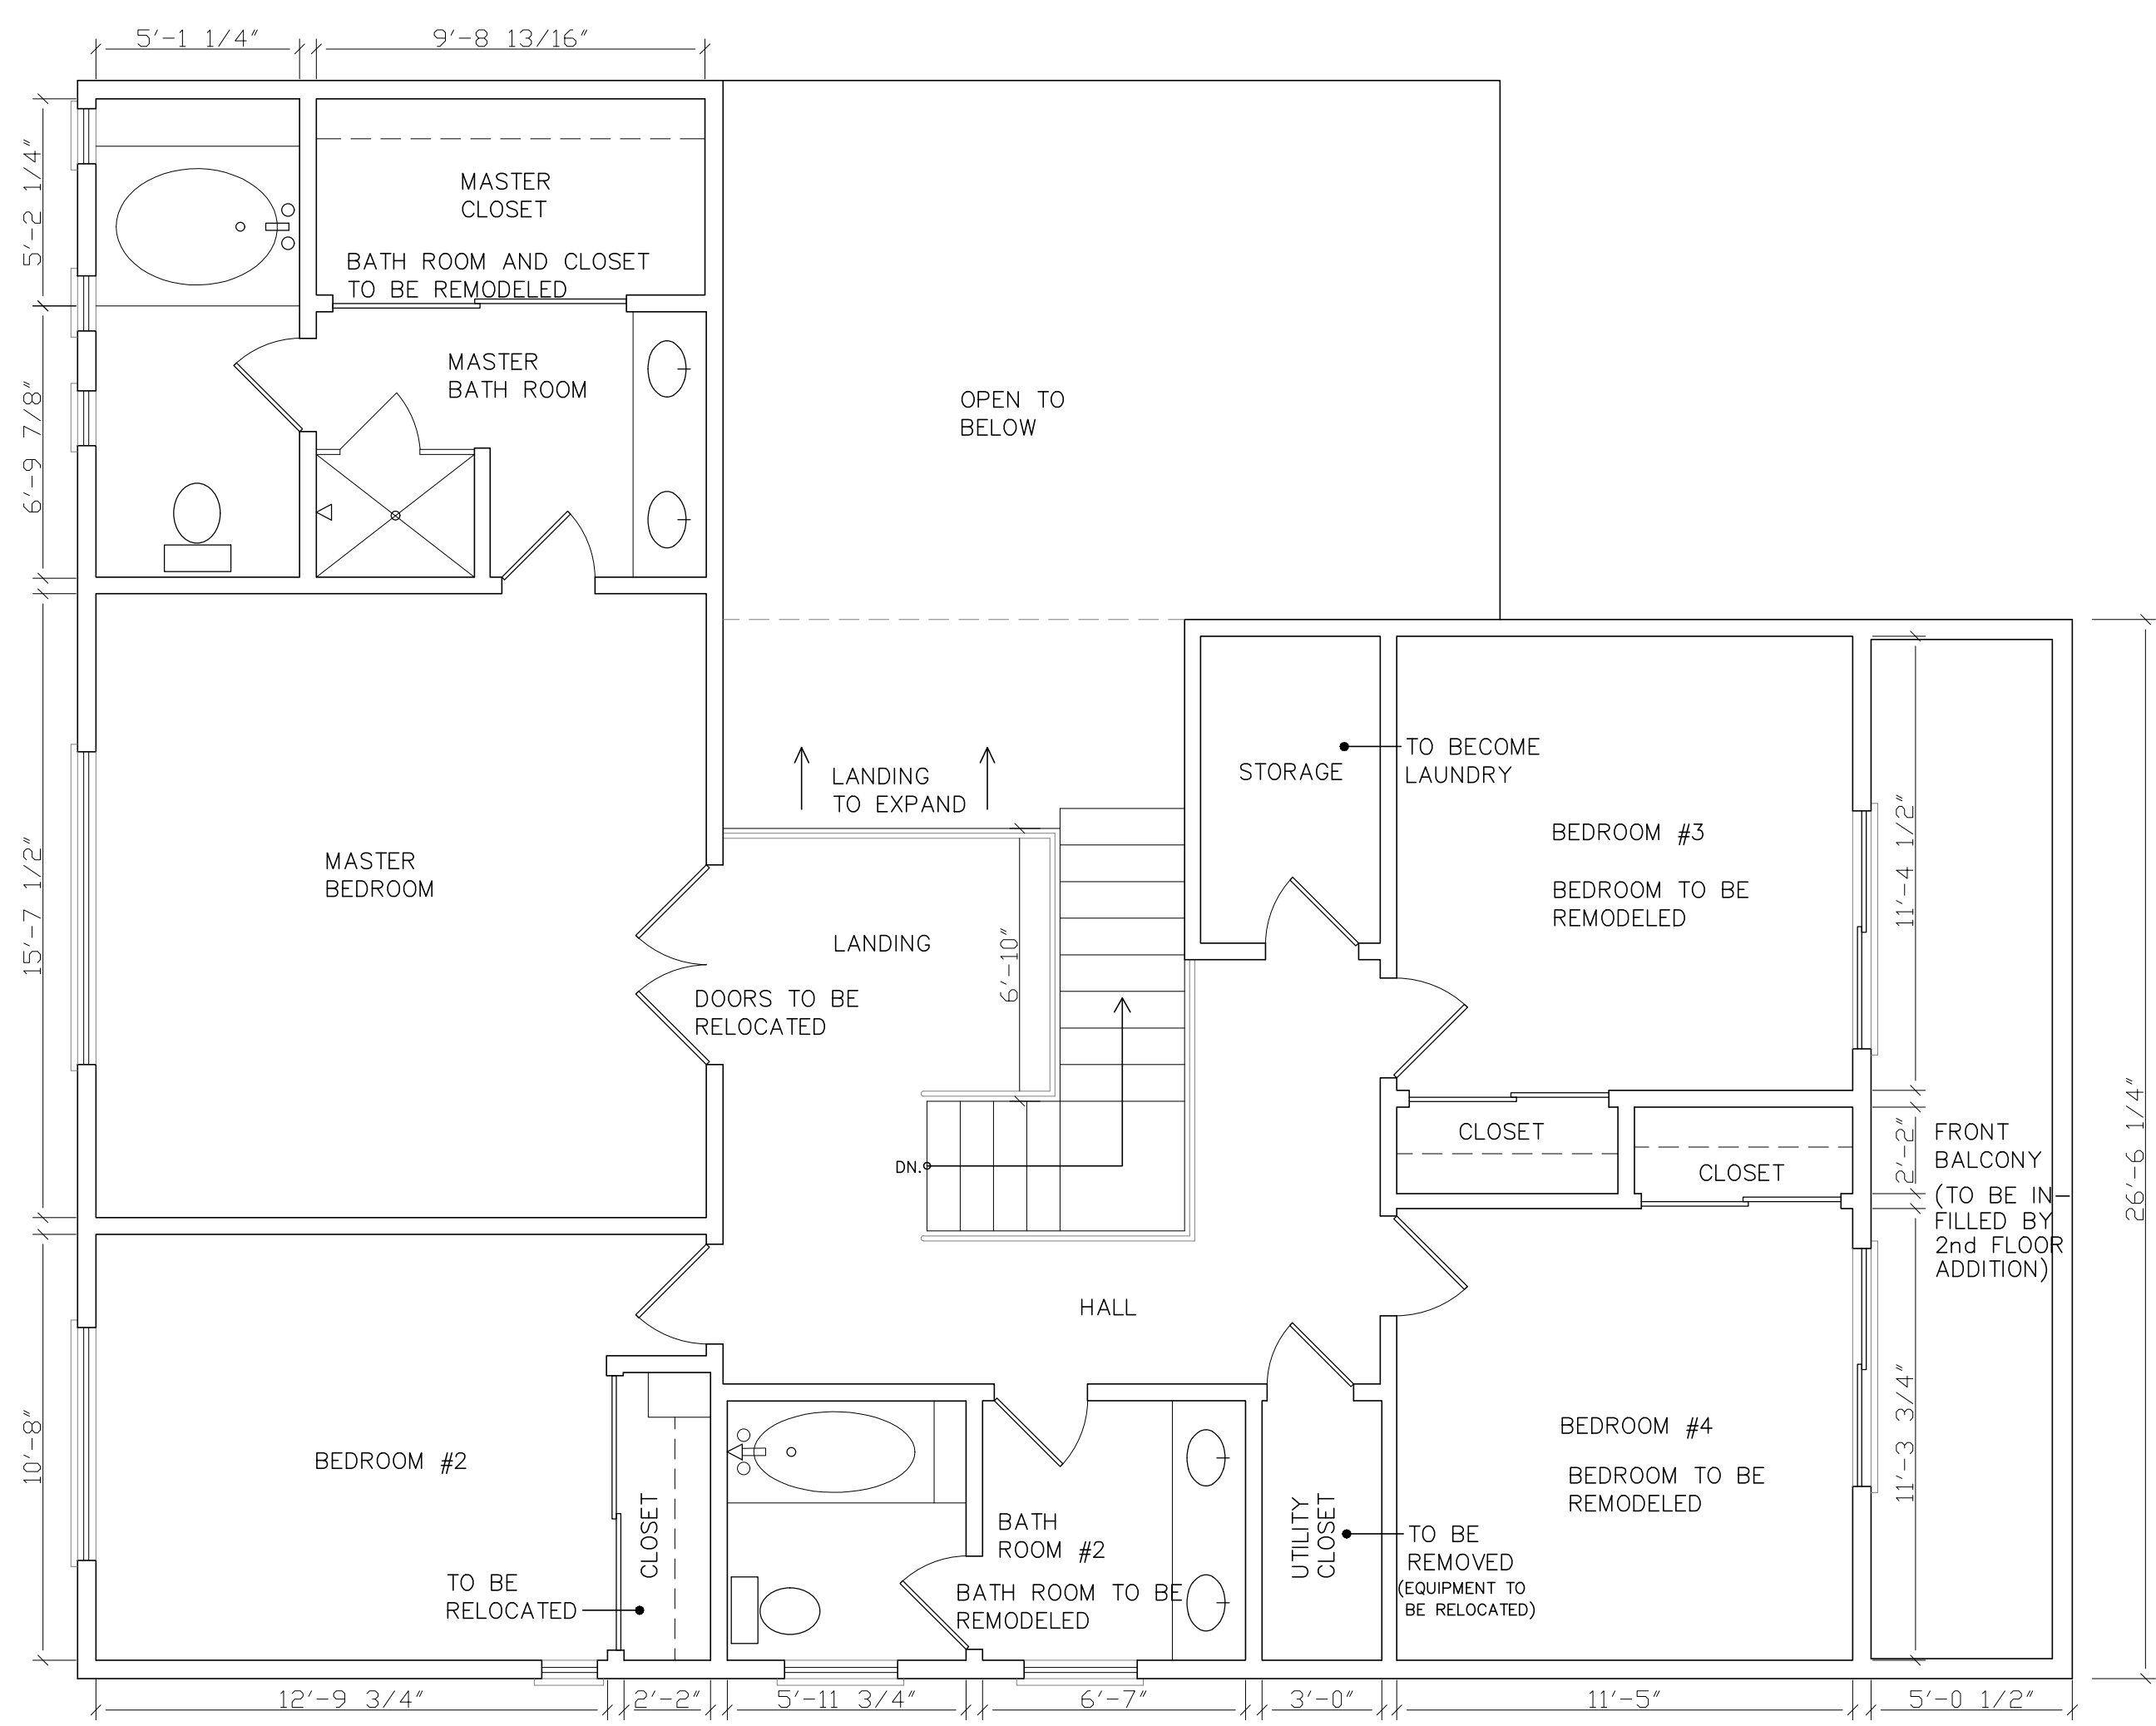 5'-1 1/4"
9'-8 13/16"
5'-2 1/4"
MASTER
CLOSET
BATH ROOM AND CLOSET
TO BE REMODELED
MASTER
BATH ROOM
6'-9 7/8"
OPEN TO
BELOW
LANDING
TO EXPAND
STORAGE
TO BECOME
LAUNDRY
BEDROOM #3
BEDROOM TO BE
REMODELED
11'-4 1/2"
MASTER
BEDROOM
15'-7 1/2"
LANDING
6'-10"
DOORS TO BE
RELOCATED
DN.
CLOSET
CLOSET
2'-2"
FRONT
BALCONY
(TO BE IN-
FILLED BY
2nd FLOOR
ADDITION)
26'-6 1/4"
HALL
BEDROOM #2
10'-8"
CLOSET
TO BE
RELOCATED
BATH
ROOM #2
BATH ROOM TO BE
REMODELED
UTILITY
CLOSET
TO BE
REMOVED
(EQUIPMENT TO
BE RELOCATED)
BEDROOM #4
BEDROOM TO BE
REMODELED
11'-3 3/4"
12'-9 3/4"
2'-2"
5'-11 3/4"
6'-7"
3'-0"
11'-5"
5'-0 1/2"